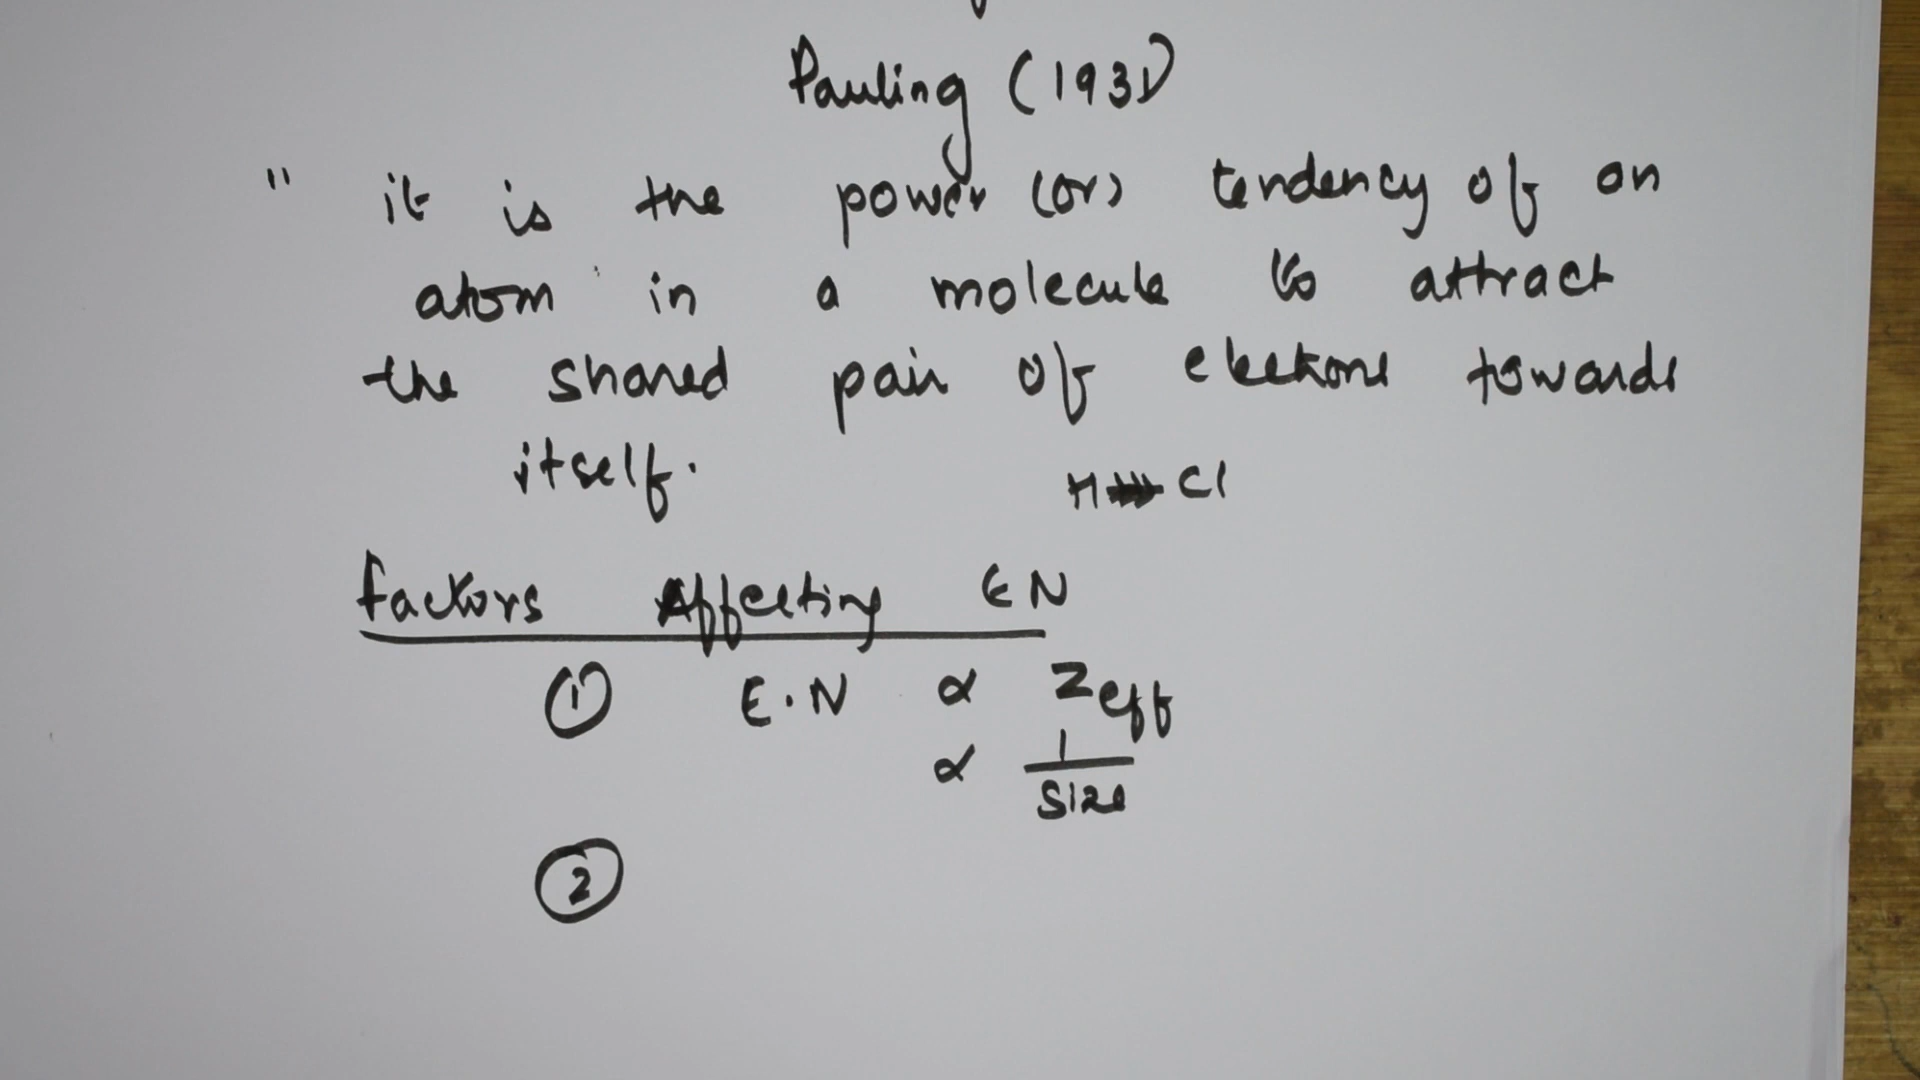 Pauling (1931)
" it is the power (or) tendency of an
atom in a molecule to attract
the shared pair of electrons towards
itself.
H Cl
Factors Affecting EN
① E.N α Zeff
α 1/Size
②